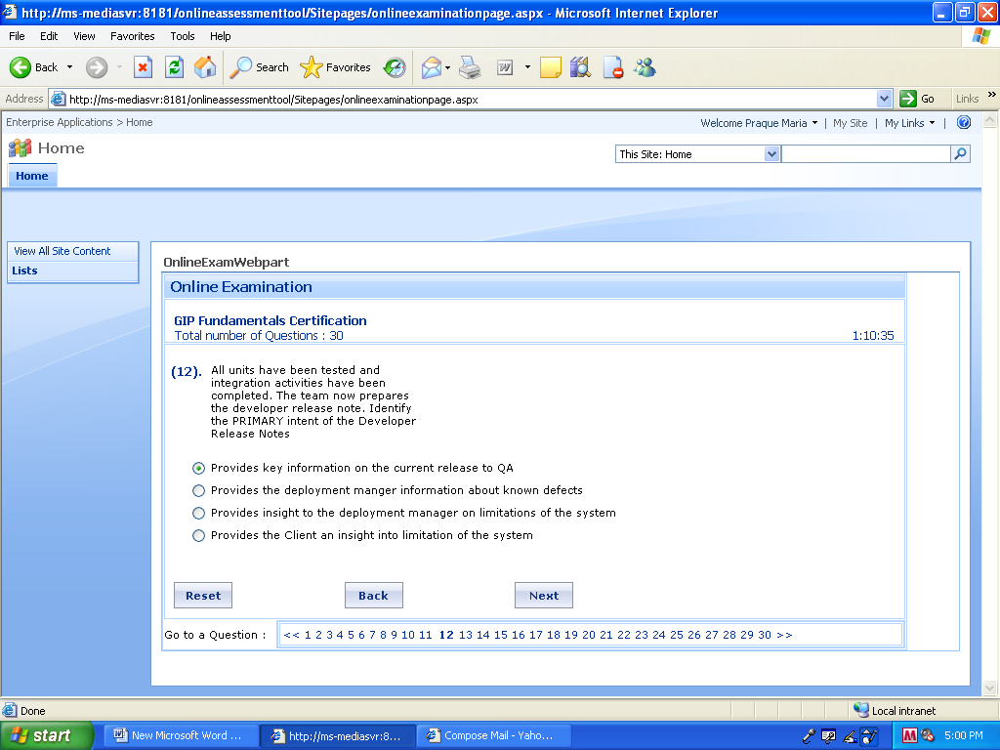 http://ms-mediasvr:8181/onlineassessmenttool/Sitepages/onlineexaminationpage.aspx - Microsoft Internet Explorer
File Edit View Favorites Tools Help
Back Search Favorites
Address http://ms-mediasvr:8181/onlineassessmenttool/Sitepages/onlineexaminationpage.aspx Go Links »
Enterprise Applications > Home Welcome Praque Maria | My Site | My Links |
Home
This Site: Home
Home
View All Site Content
Lists
OnlineExamWebpart
Online Examination
GIP Fundamentals Certification
Total number of Questions : 30 1:10:35
(12). All units have been tested and
integration activities have been
completed. The team now prepares
the developer release note. Identify
the PRIMARY intent of the Developer
Release Notes
Provides key information on the current release to QA
Provides the deployment manger information about known defects
Provides insight to the deployment manager on limitations of the system
Provides the Client an insight into limitation of the system
Reset Back Next
Go to a Question : << 1 2 3 4 5 6 7 8 9 10 11 12 13 14 15 16 17 18 19 20 21 22 23 24 25 26 27 28 29 30 >>
Done Local intranet
start New Microsoft Word ... http://ms-mediasvr:8... Compose Mail - Yaho... 5:00 PM